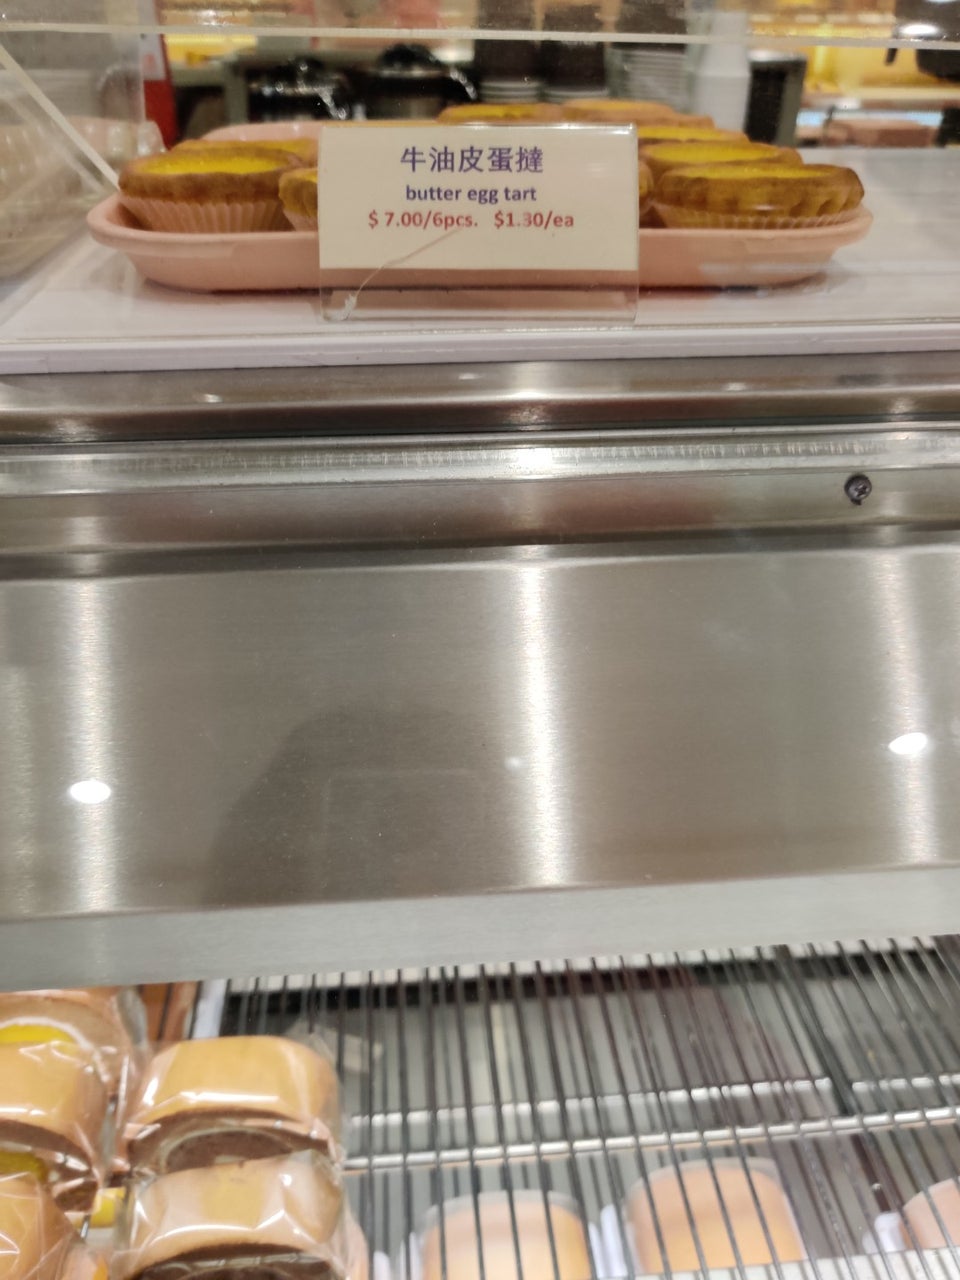 牛油皮蛋撻
butter egg tart
$ 7.00/6pcs. $1.30/ea